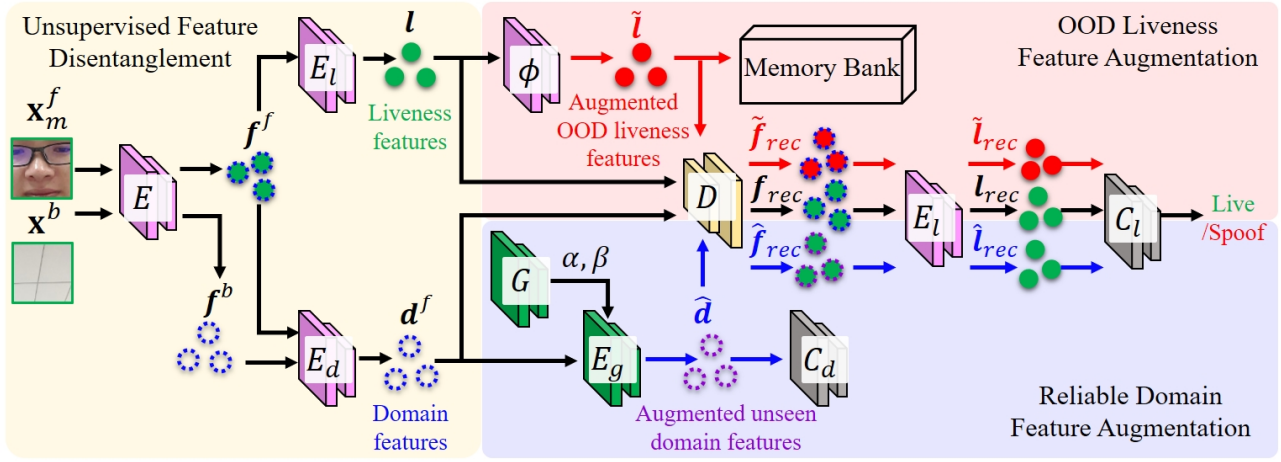 Unsupervised Feature
Disentanglement
OOD Liveness
Feature Augmentation
x_m^f
E
x^b
f^f
f^b
E_l
l
Liveness
features
E_d
d^f
Domain
features
ϕ
l̃
Augmented
OOD liveness
features
Memory Bank
D
G
α, β
E_g
d̂
Augmented unseen
domain features
C_d
f̃_rec
f_rec
f̂_rec
E_l
l̃_rec
l_rec
l̂_rec
C_l
Live
/Spoof
Reliable Domain
Feature Augmentation